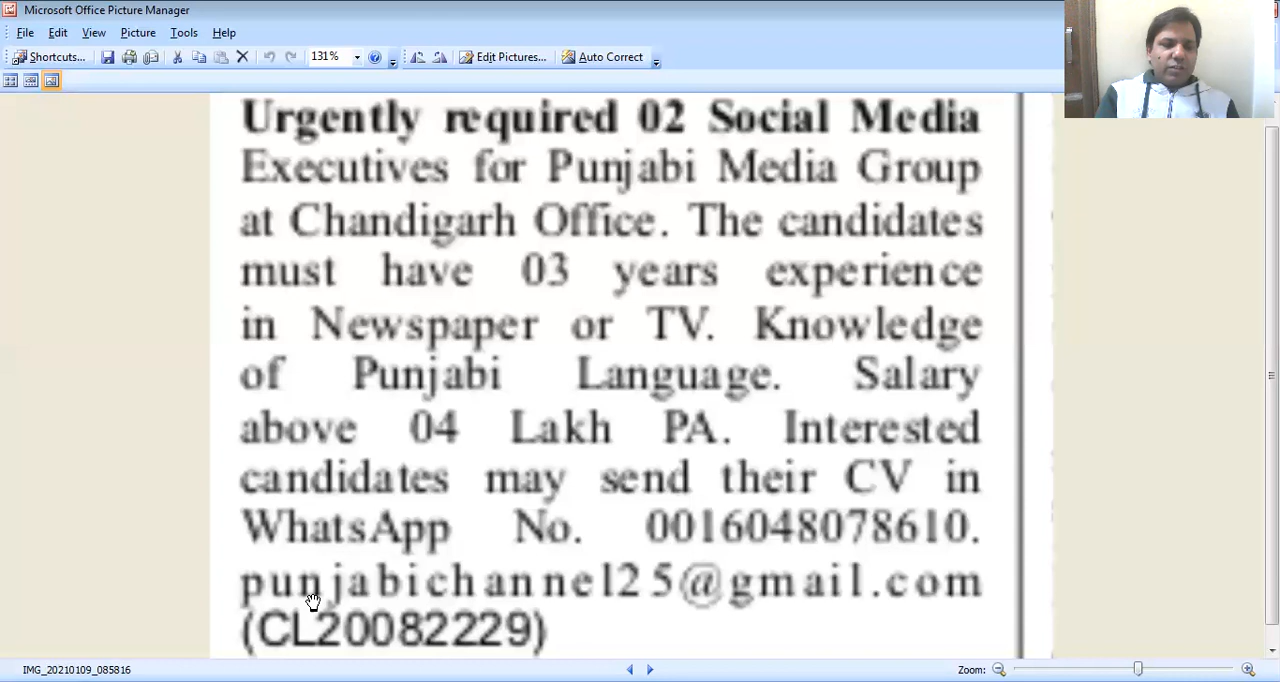 Microsoft Office Picture Manager
File Edit View Picture Tools Help
Shortcuts... 131% Edit Pictures... Auto Correct
Urgently required 02 Social Media
Executives for Punjabi Media Group
at Chandigarh Office. The candidates
must have 03 years experience
in Newspaper or TV. Knowledge
of Punjabi Language. Salary
above 04 Lakh PA. Interested
candidates may send their CV in
WhatsApp No. 0016048078610.
punjabichannel25@gmail.com
(CL20082229)
IMG_20210109_085816 Zoom: